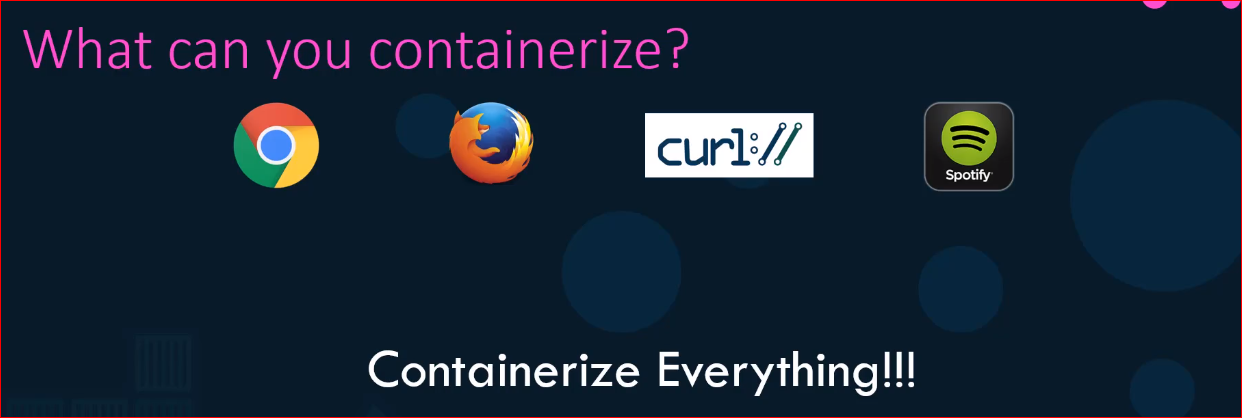 What can you containerize?
curl://
Spotify
Containerize Everything!!!